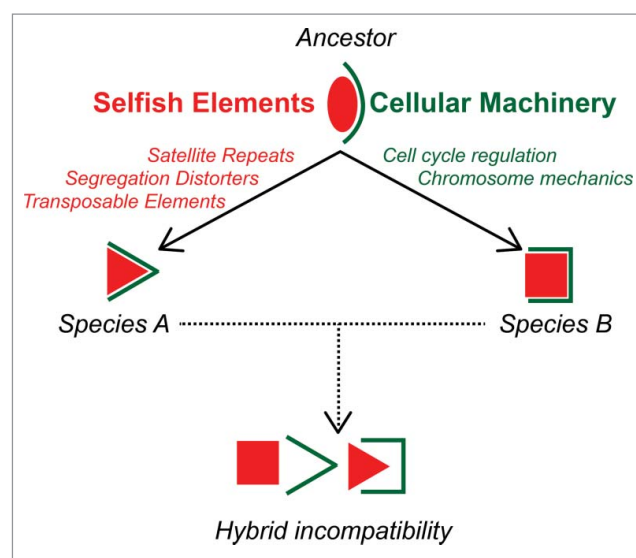 Ancestor
Selfish Elements Cellular Machinery
Satellite Repeats Cell cycle regulation
Segregation Distorters Chromosome mechanics
Transposable Elements
Species A Species B
Hybrid incompatibility